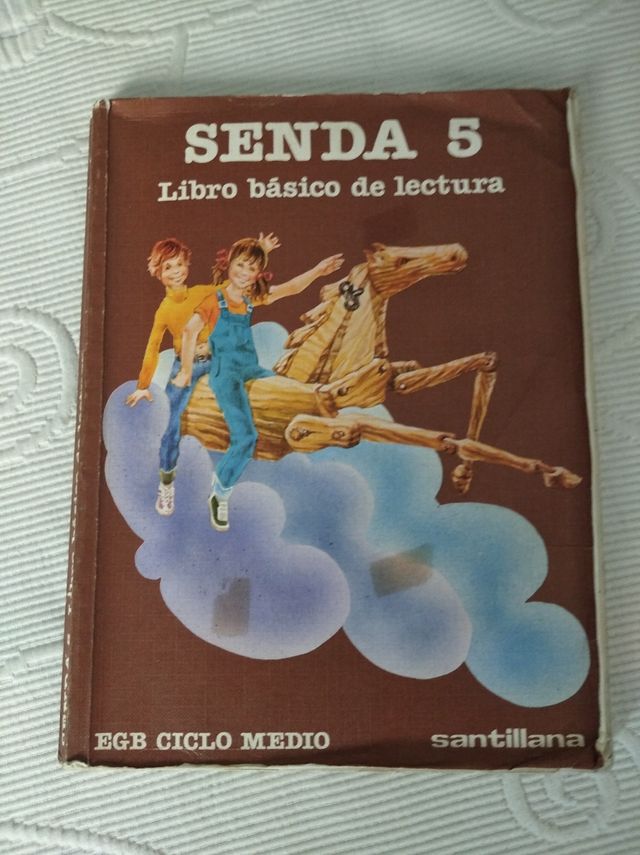 SENDA 5
Libro básico de lectura
EGB CICLO MEDIO
santillana